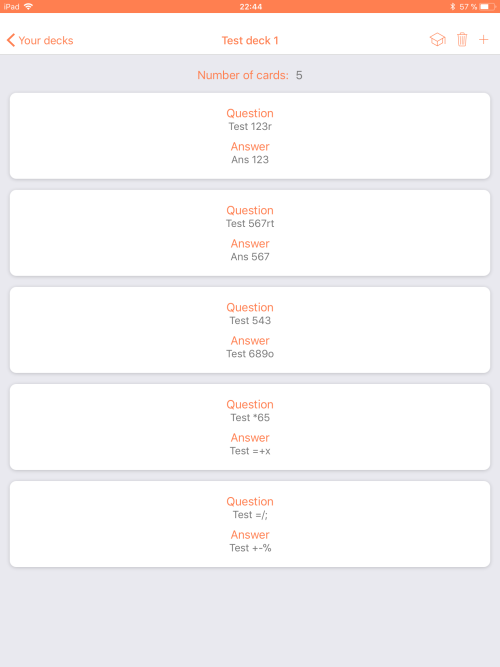 iPad 22:44 57 %
Your decks Test deck 1
Number of cards: 5
Question
Test 123r
Answer
Ans 123
Question
Test 567rt
Answer
Ans 567
Question
Test 543
Answer
Test 689o
Question
Test *65
Answer
Test =+x
Question
Test =/;
Answer
Test +-%